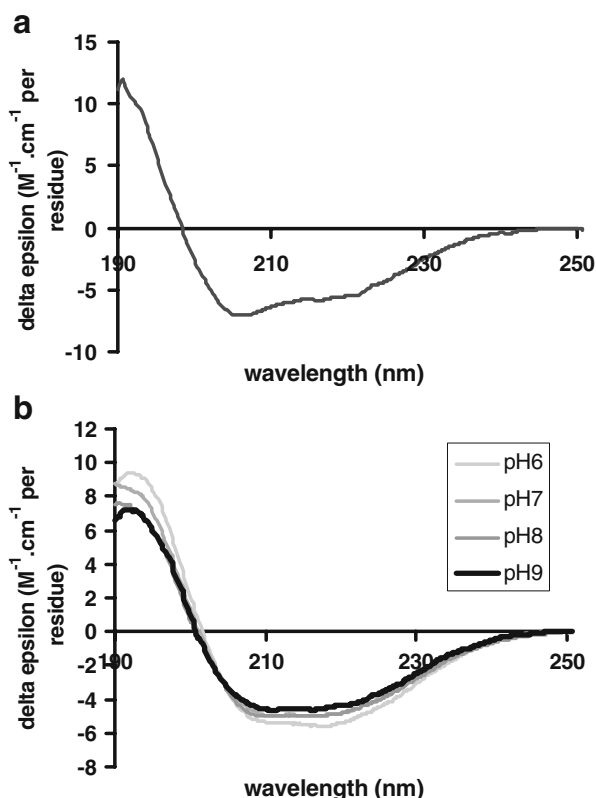 a
15
10
5
0
-5
-10
190
210
230
250
delta epsilon (M-1.cm-1 per
residue)
wavelength (nm)
b
12
10
8
6
4
2
0
-2
-4
-6
-8
190
210
230
250
delta epsilon (M-1.cm-1 per
residue)
pH6
pH7
pH8
pH9
wavelength (nm)